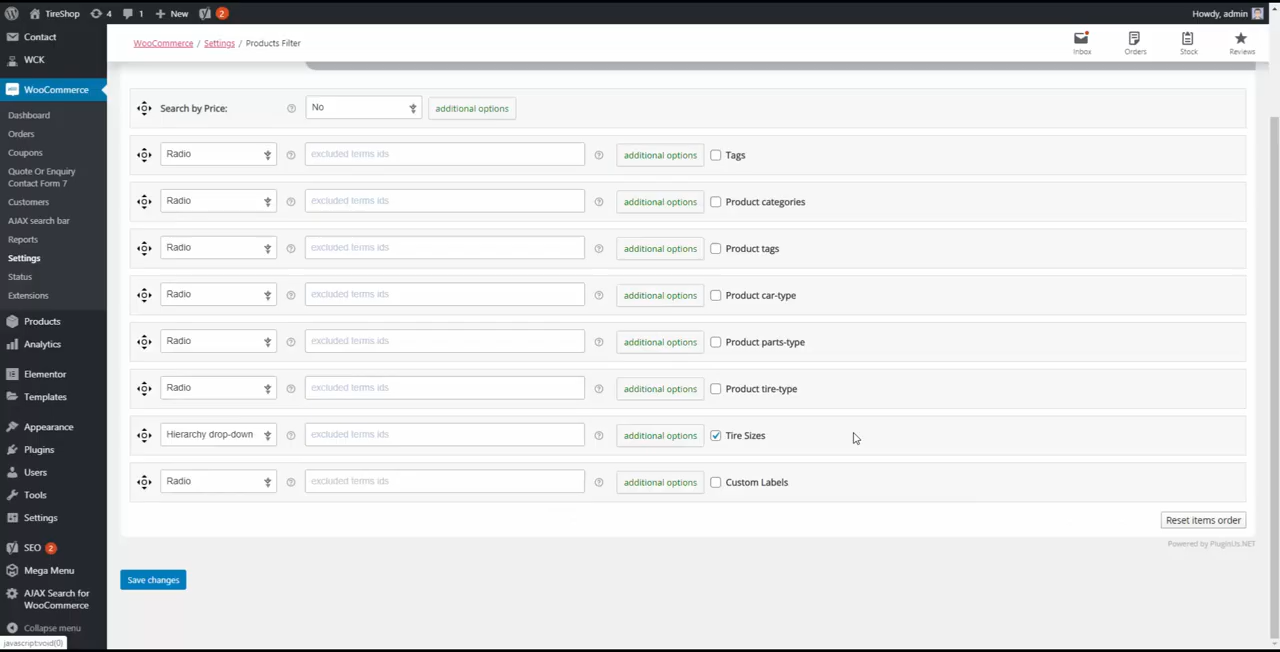 TireShop 4 1 New 2 Howdy, admin
Contact
WCK
WooCommerce
Dashboard
Orders
Coupons
Quote Or Enquiry
Contact Form 7
Customers
AJAX search bar
Reports
Settings
Status
Extensions
Products
Analytics
Elementor
Templates
Appearance
Plugins
Users
Tools
Settings
SEO 2
Mega Menu
AJAX Search for
WooCommerce
Collapse menu
javascript:void(0)
WooCommerce / Settings / Products Filter
Inbox Orders Stock Reviews
Search by Price: No additional options
Radio excluded terms ids additional options Tags
Radio excluded terms ids additional options Product categories
Radio excluded terms ids additional options Product tags
Radio excluded terms ids additional options Product car-type
Radio excluded terms ids additional options Product parts-type
Radio excluded terms ids additional options Product tire-type
Hierarchy drop-down excluded terms ids additional options Tire Sizes
Radio excluded terms ids additional options Custom Labels
Reset items order
Powered by PluginUs.NET
Save changes